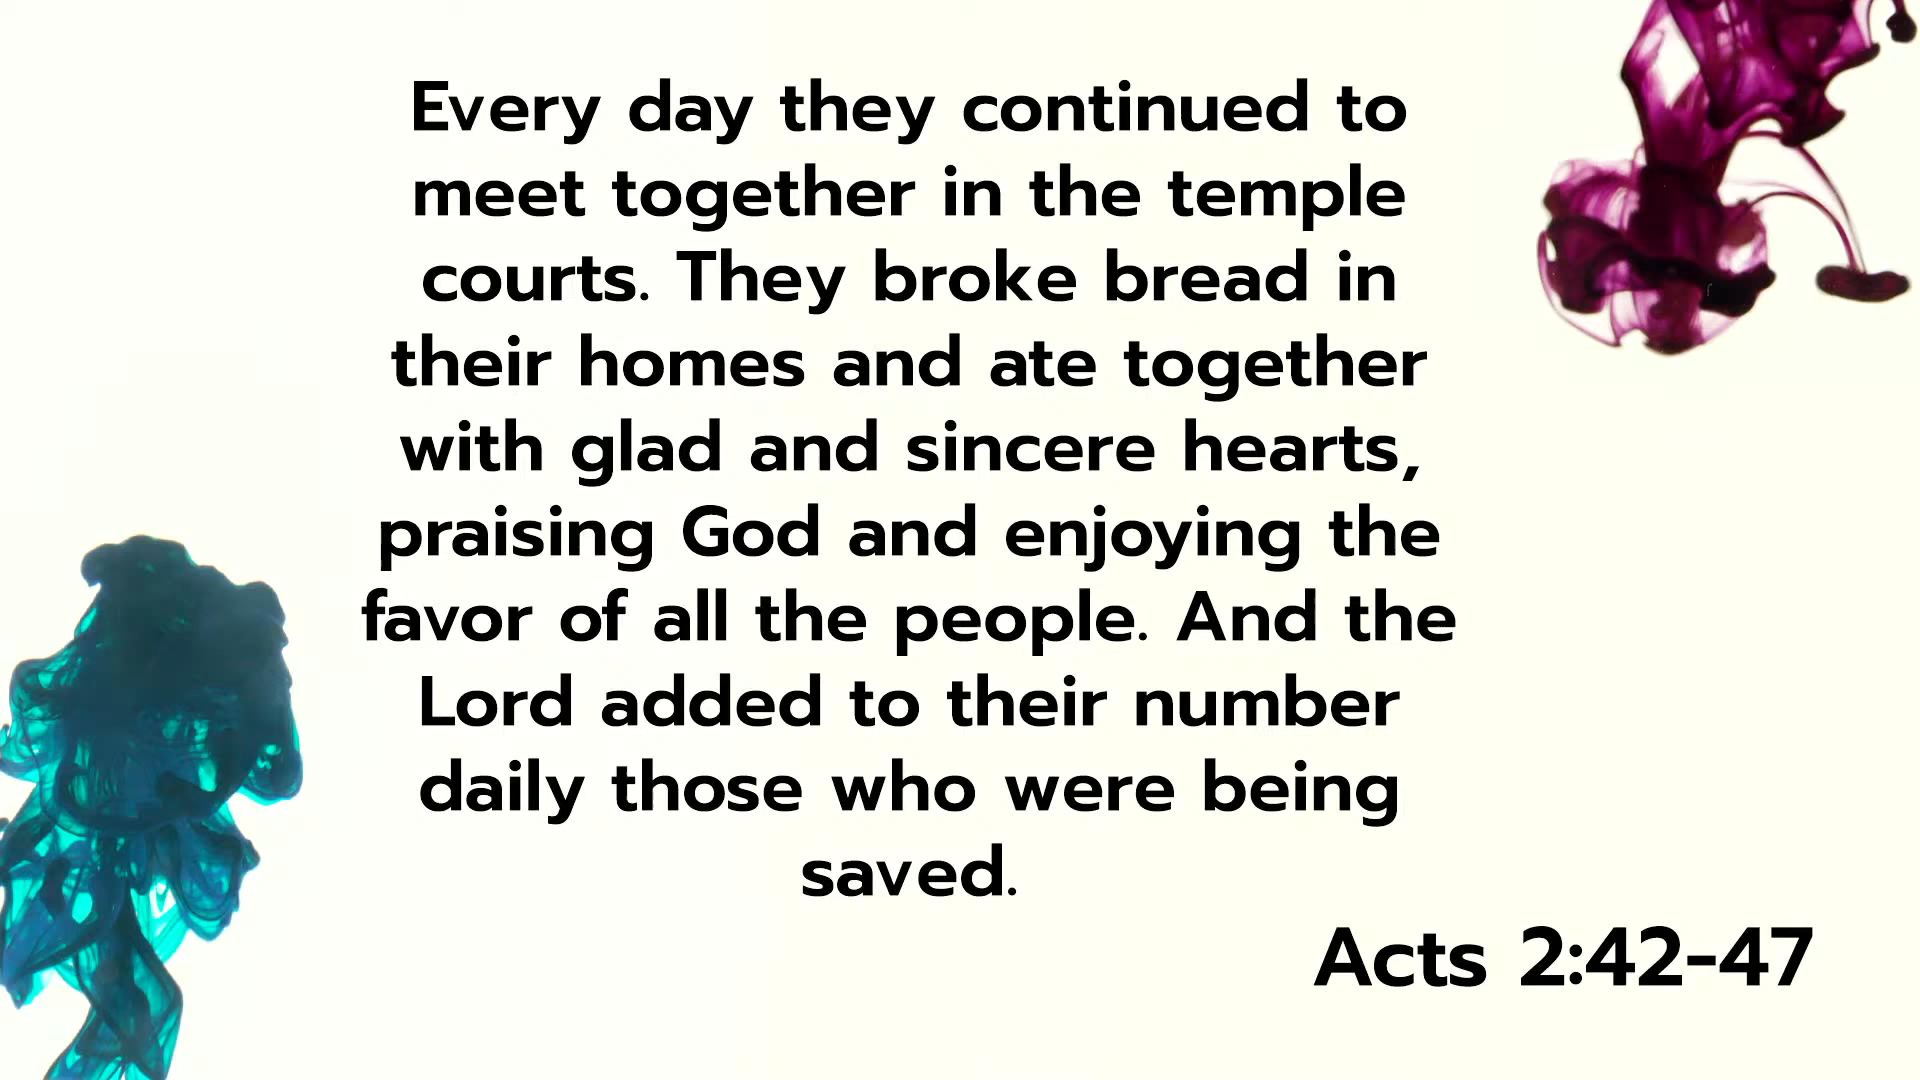 Every day they continued to
meet together in the temple
courts. They broke bread in
their homes and ate together
with glad and sincere hearts,
praising God and enjoying the
favor of all the people. And the
Lord added to their number
daily those who were being
saved.
Acts 2:42-47